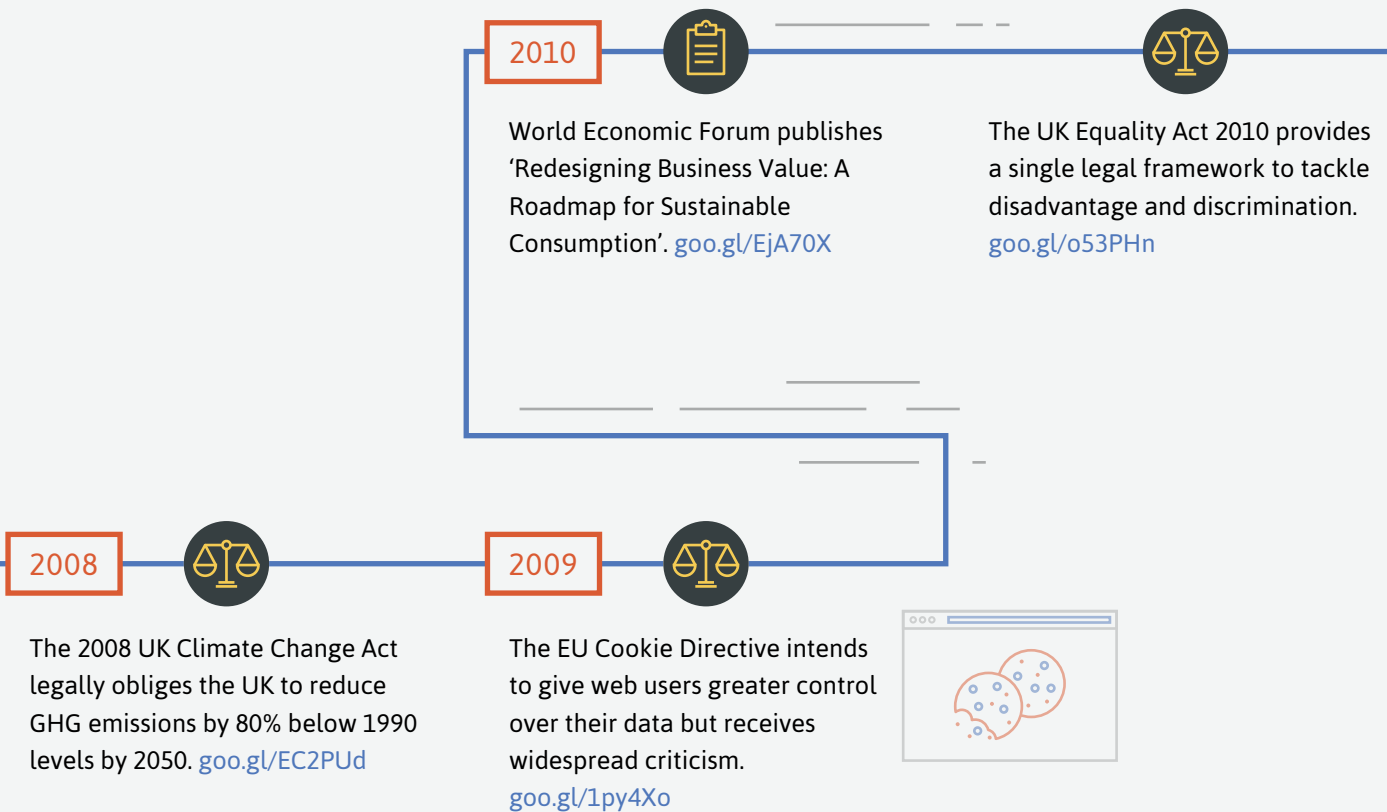 2010
World Economic Forum publishes
‘Redesigning Business Value: A
Roadmap for Sustainable
Consumption’. goo.gl/EjA70X
The UK Equality Act 2010 provides
a single legal framework to tackle
disadvantage and discrimination.
goo.gl/o53PHn
2008
The 2008 UK Climate Change Act
legally obliges the UK to reduce
GHG emissions by 80% below 1990
levels by 2050. goo.gl/EC2PUd
2009
The EU Cookie Directive intends
to give web users greater control
over their data but receives
widespread criticism.
goo.gl/1py4Xo